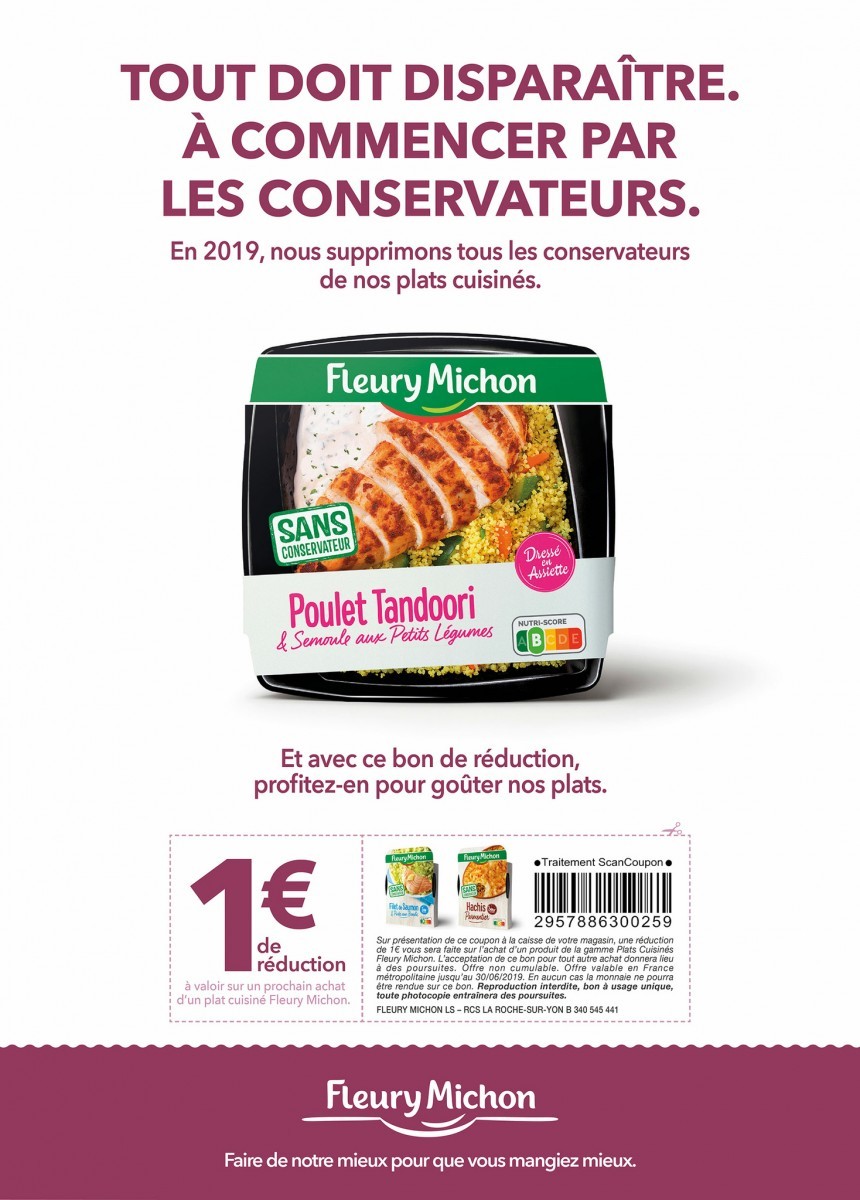 TOUT DOIT DISPARAÎTRE.
À COMMENCER PAR
LES CONSERVATEURS.
En 2019, nous supprimons tous les conservateurs
de nos plats cuisinés.
Fleury Michon
SANS
CONSERVATEUR
Dressé
en
Assiette
Poulet Tandoori
& Semoule aux Petits Légumes
NUTRI-SCORE
A B C D E
Et avec ce bon de réduction,
profitez-en pour goûter nos plats.
1€
de
réduction
à valoir sur un prochain achat
d'un plat cuisiné Fleury Michon.
Fleury Michon
SANS
Filet de Saumon
Fleury Michon
SANS
Hachis
Parmentier
•Traitement ScanCoupon•
2957886300259
Sur présentation de ce coupon à la caisse de votre magasin, une réduction
de 1€ vous sera faite sur l'achat d'un produit de la gamme Plats Cuisinés
Fleury Michon. L'acceptation de ce bon pour tout autre achat donnera lieu
à des poursuites. Offre non cumulable. Offre valable en France
métropolitaine jusqu'au 30/06/2019. En aucun cas la monnaie ne pourra
être rendue sur ce bon. Reproduction interdite, bon à usage unique,
toute photocopie entraînera des poursuites.
FLEURY MICHON LS – RCS LA ROCHE-SUR-YON B 340 545 441
Fleury Michon
Faire de notre mieux pour que vous mangiez mieux.